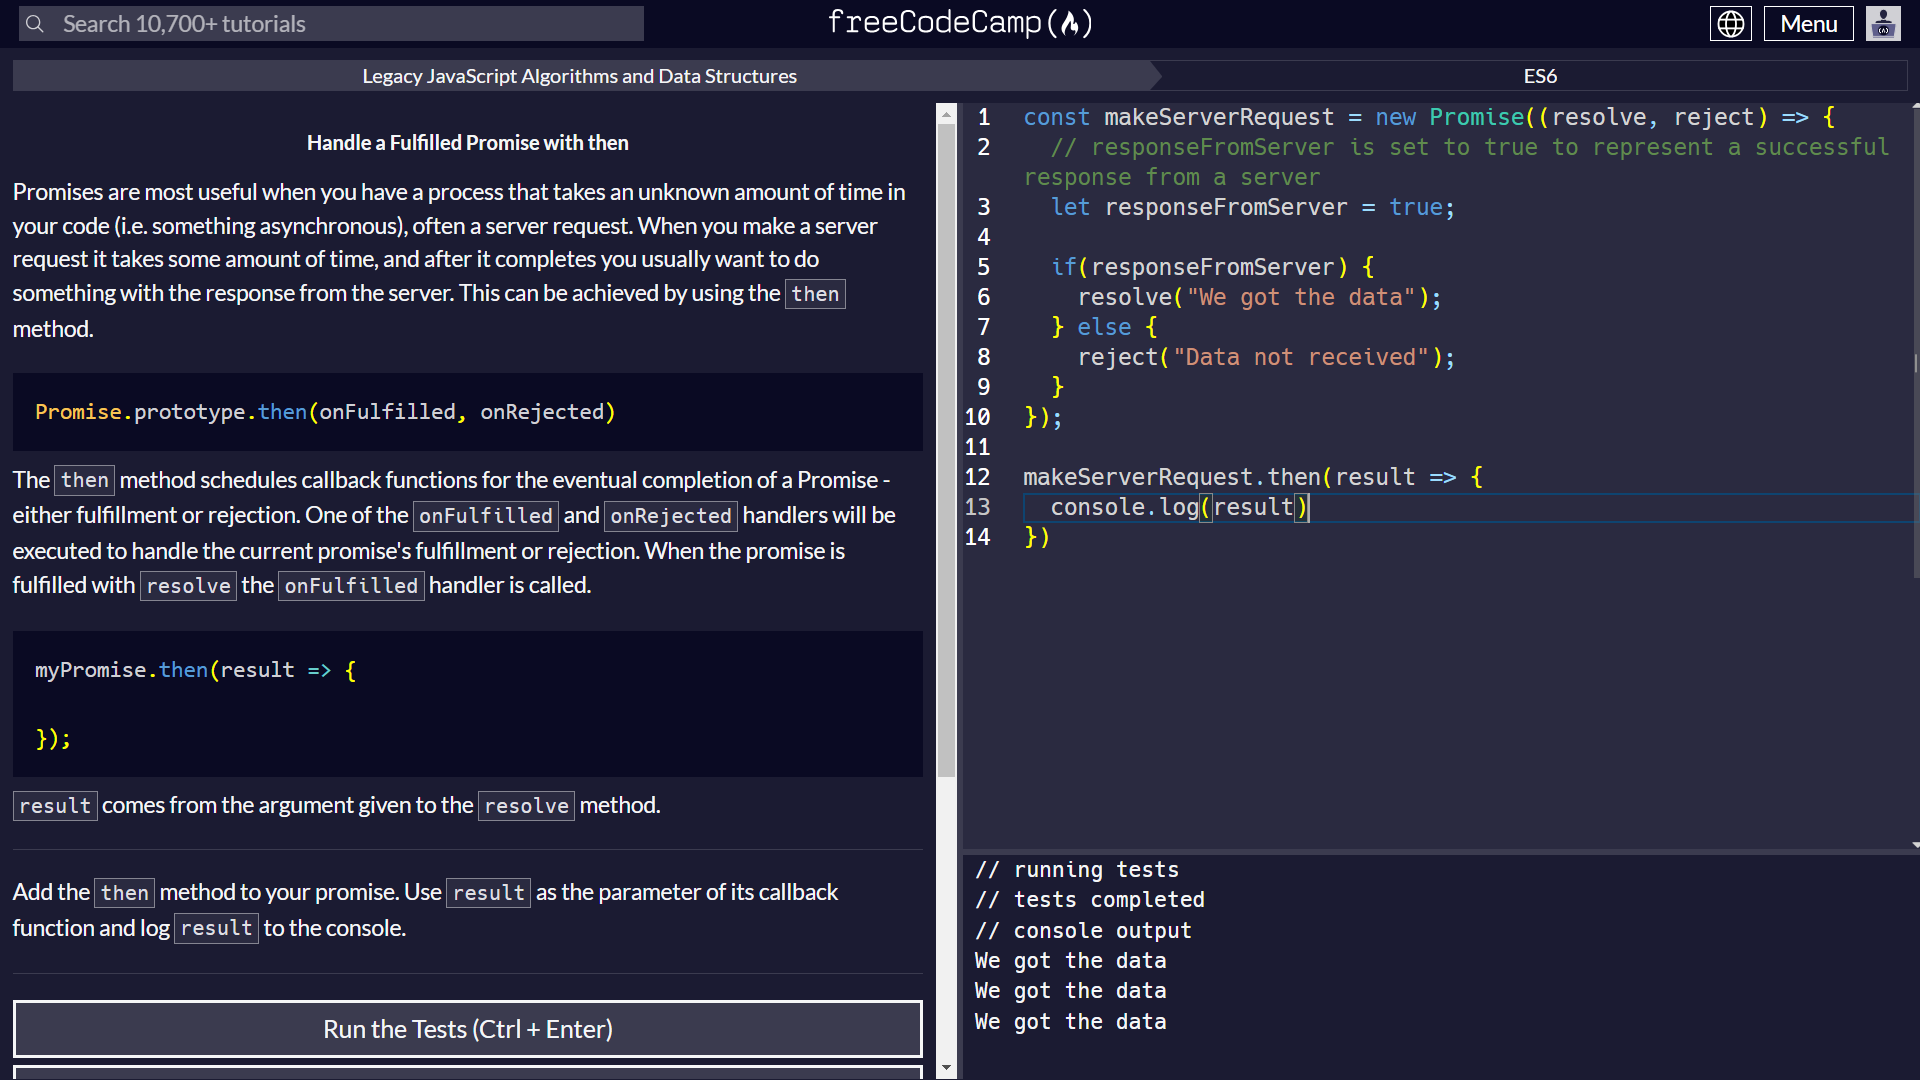 Search 10,700+ tutorials
freeCodeCamp(🔥)
Menu
Legacy JavaScript Algorithms and Data Structures
ES6
Handle a Fulfilled Promise with then
Promises are most useful when you have a process that takes an unknown amount of time in
your code (i.e. something asynchronous), often a server request. When you make a server
request it takes some amount of time, and after it completes you usually want to do
something with the response from the server. This can be achieved by using the then
method.
Promise.prototype.then(onFulfilled, onRejected)
The then method schedules callback functions for the eventual completion of a Promise -
either fulfillment or rejection. One of the onFulfilled and onRejected handlers will be
executed to handle the current promise's fulfillment or rejection. When the promise is
fulfilled with resolve the onFulfilled handler is called.
myPromise.then(result => {
});
result comes from the argument given to the resolve method.
Add the then method to your promise. Use result as the parameter of its callback
function and log result to the console.
Run the Tests (Ctrl + Enter)
1 const makeServerRequest = new Promise((resolve, reject) => {
2 // responseFromServer is set to true to represent a successful
response from a server
3 let responseFromServer = true;
4
5 if(responseFromServer) {
6 resolve("We got the data");
7 } else {
8 reject("Data not received");
9 }
10 });
11
12 makeServerRequest.then(result => {
13 console.log(result)
14 })
// running tests
// tests completed
// console output
We got the data
We got the data
We got the data